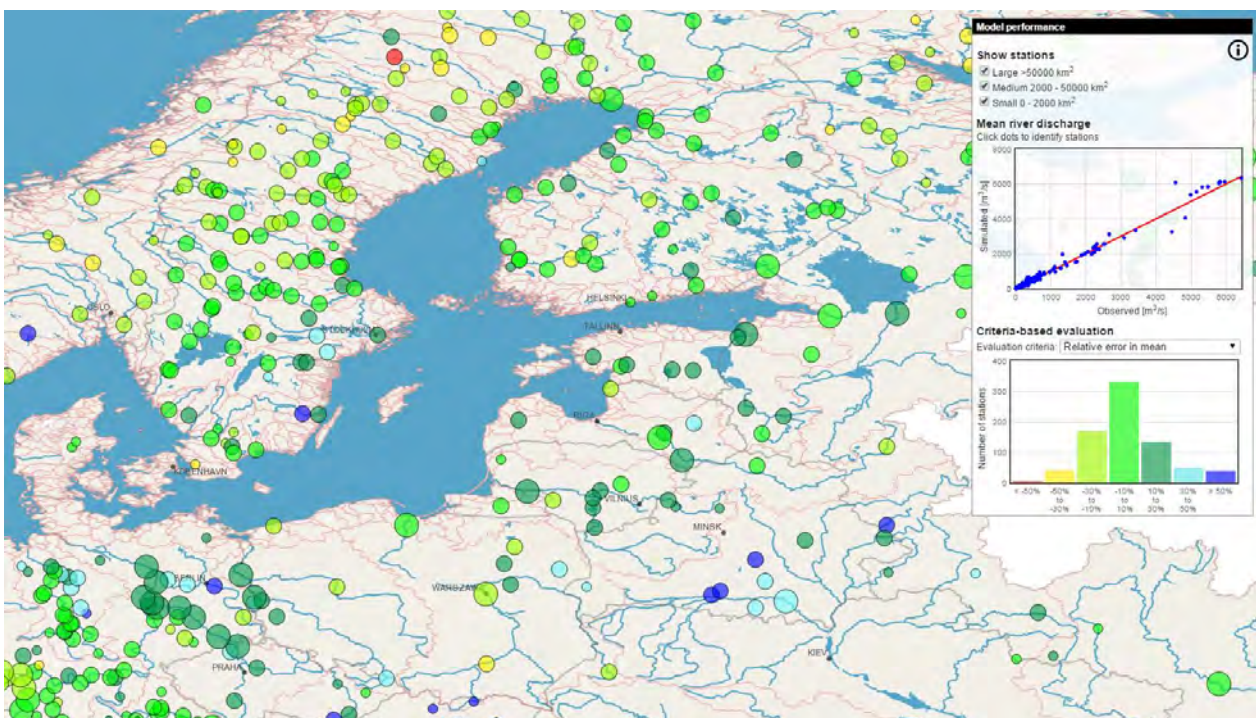 Model performance
Show stations
Large >50000 km²
Medium 2000 - 50000 km²
Small 0 - 2000 km²
Mean river discharge
Click dots to identify stations
8000
6000
4000
2000
0
Simulated [m³/s]
0 1000 2000 3000 4000 5000 6000
Observed [m³/s]
Criteria-based evaluation
Evaluation criteria: Relative error in mean
400
300
200
100
0
Number of stations
< -50% -50% -30% -10% 10% 30% > 50%
to to to to to
-30% -10% 10% 30% 50%
HELSINKI
TALLINN
RIGA
KØBENHAVN
VILNIUS
MINSK
BERLIN
WARSZAWA
KIEV
PRAHA